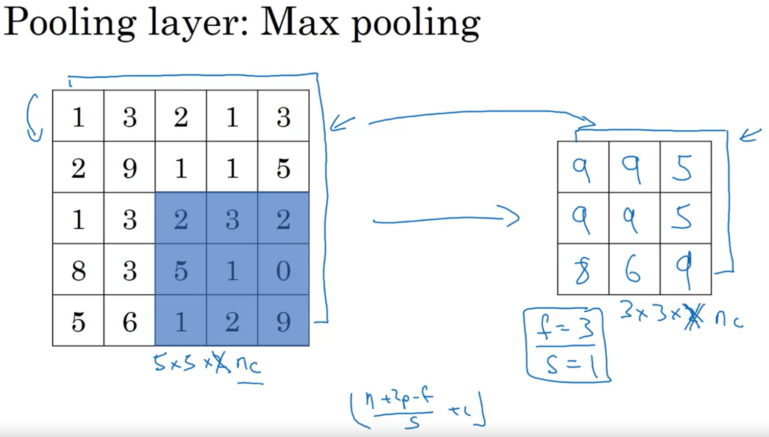 Pooling layer: Max pooling
1 3 2 1 3
2 9 1 1 5
1 3 2 3 2
8 3 5 1 0
5 6 1 2 9
5×5× nc
9 9 5
9 9 5
8 6 9
3×3× nc
f=3
s=1
⌊(n+2p-f)/s +1⌋